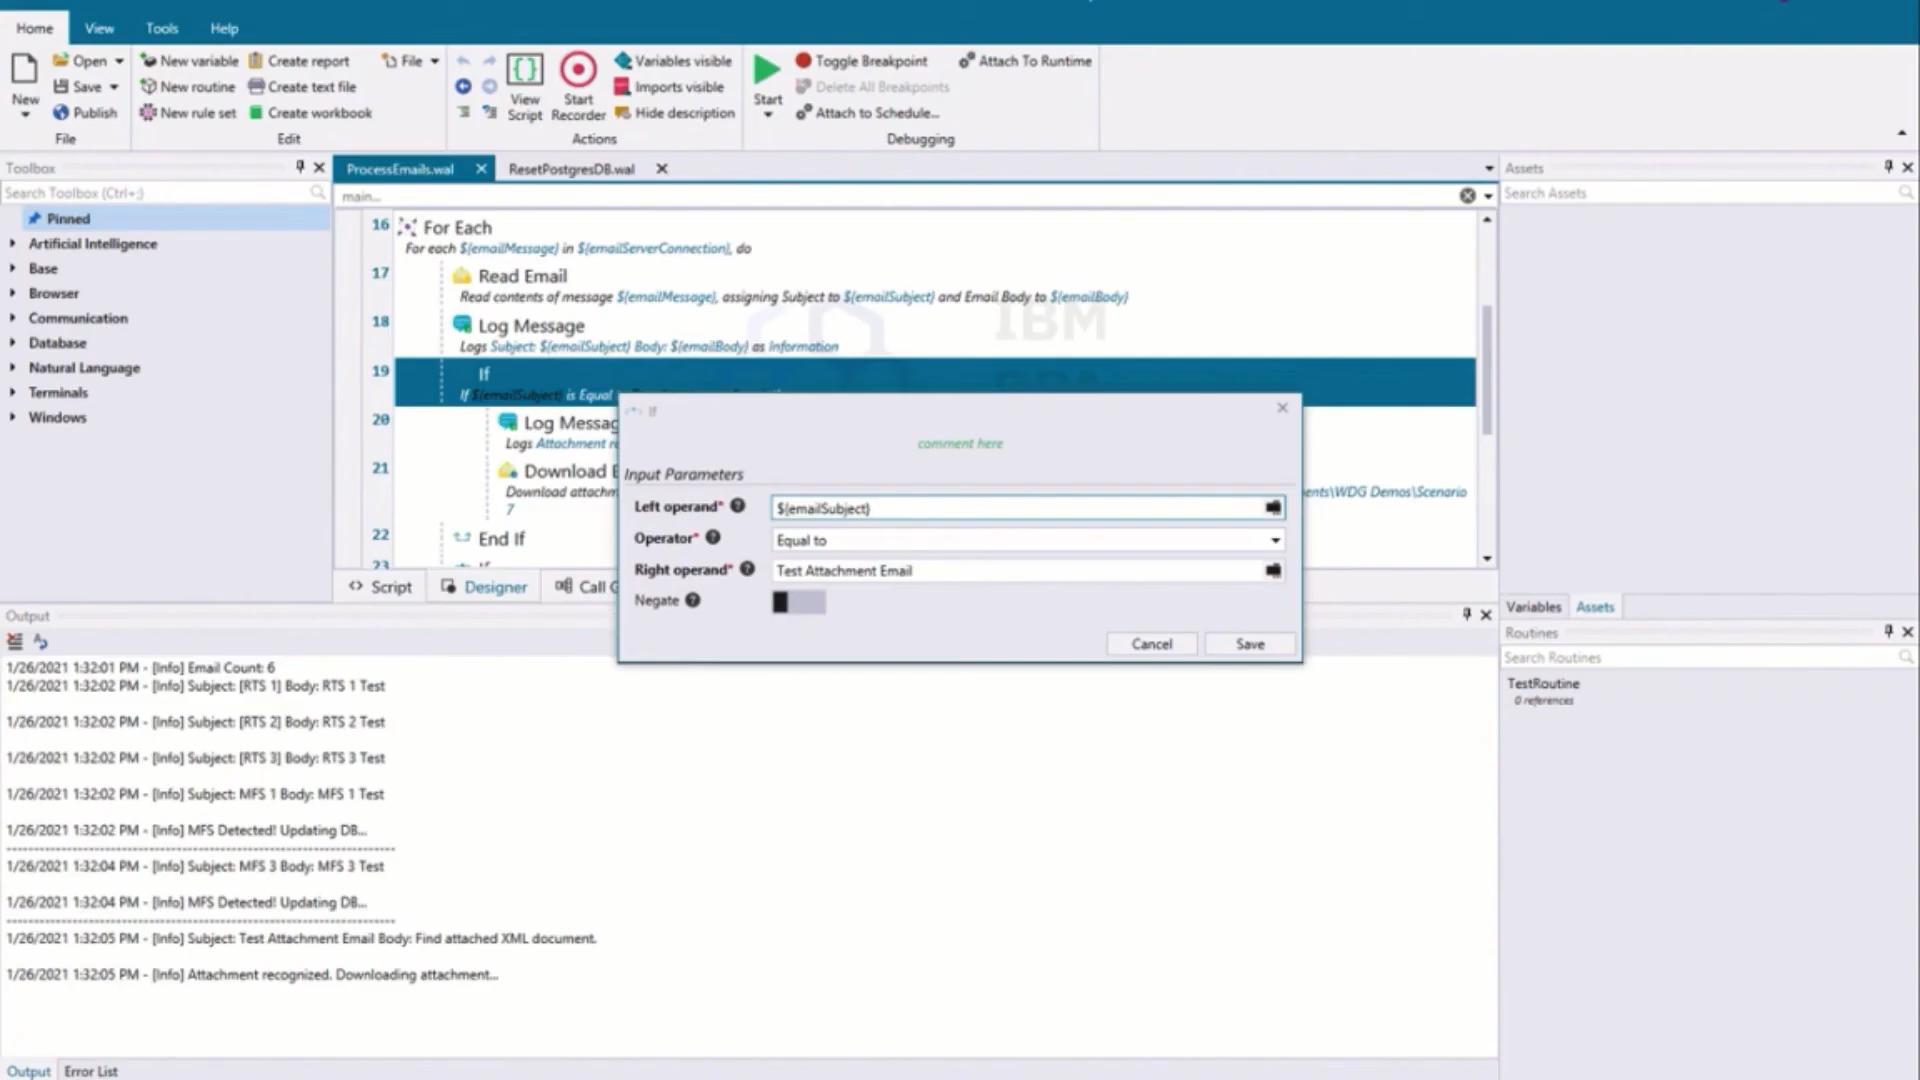 Home View Tools Help
Open New variable Create report File Variables visible Toggle Breakpoint Attach To Runtime
Save New routine Create text file Imports visible Delete All Breakpoints
New View Script Start Recorder Start
Publish New rule set Create workbook Hide description Attach to Schedule...
File Edit Actions Debugging
Toolbox
Search Toolbox (Ctrl+;)
Pinned
Artificial Intelligence
Base
Browser
Communication
Database
Natural Language
Terminals
Windows
ProcessEmails.wal ResetPostgresDB.wal
main...
16 For Each
For each ${emailMessage} in ${emailServerConnection}, do
17 Read Email
Read contents of message ${emailMessage}, assigning Subject to ${emailSubject} and Email Body to ${emailBody}
IBM
18 Log Message
Logs Subject: ${emailSubject} Body: ${emailBody} as Information
19 If
If ${emailSubject} is Equal
20 Log Messag
Logs Attachment r
21 Download E
Download attachm
ents\WDG Demos\Scenario
7
22 End If
23 If
Script Designer Call G
If
comment here
Input Parameters
Left operand* ${emailSubject}
Operator* Equal to
Right operand* Test Attachment Email
Negate
Cancel Save
Output
1/26/2021 1:32:01 PM - [Info] Email Count: 6
1/26/2021 1:32:02 PM - [Info] Subject: [RTS 1] Body: RTS 1 Test
1/26/2021 1:32:02 PM - [Info] Subject: [RTS 2] Body: RTS 2 Test
1/26/2021 1:32:02 PM - [Info] Subject: [RTS 3] Body: RTS 3 Test
1/26/2021 1:32:02 PM - [Info] Subject: MFS 1 Body: MFS 1 Test
1/26/2021 1:32:02 PM - [Info] MFS Detected! Updating DB...
--------------------------------------------------------------------------------
1/26/2021 1:32:04 PM - [Info] Subject: MFS 3 Body: MFS 3 Test
1/26/2021 1:32:04 PM - [Info] MFS Detected! Updating DB...
--------------------------------------------------------------------------------
1/26/2021 1:32:05 PM - [Info] Subject: Test Attachment Email Body: Find attached XML document.
1/26/2021 1:32:05 PM - [Info] Attachment recognized. Downloading attachment...
Output Error List
Assets
Search Assets
Variables Assets
Routines
Search Routines
TestRoutine
0 references